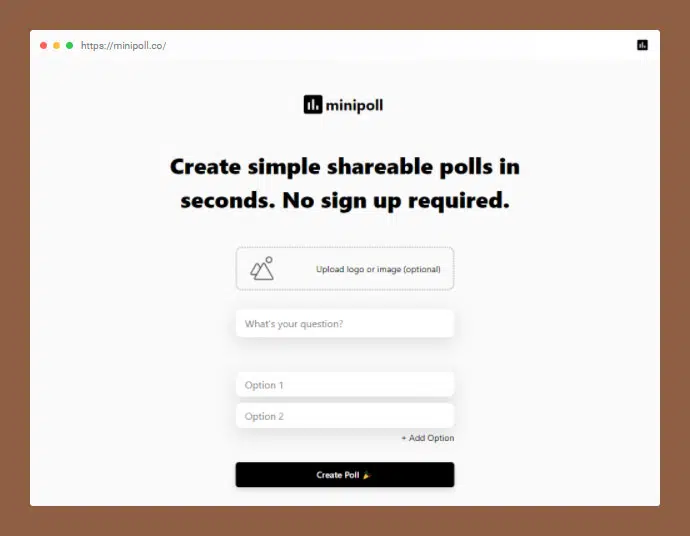 https://minipoll.co/
minipoll
Create simple shareable polls in
seconds. No sign up required.
Upload logo or image (optional)
What's your question?
Option 1
Option 2
+ Add Option
Create Poll 🎉